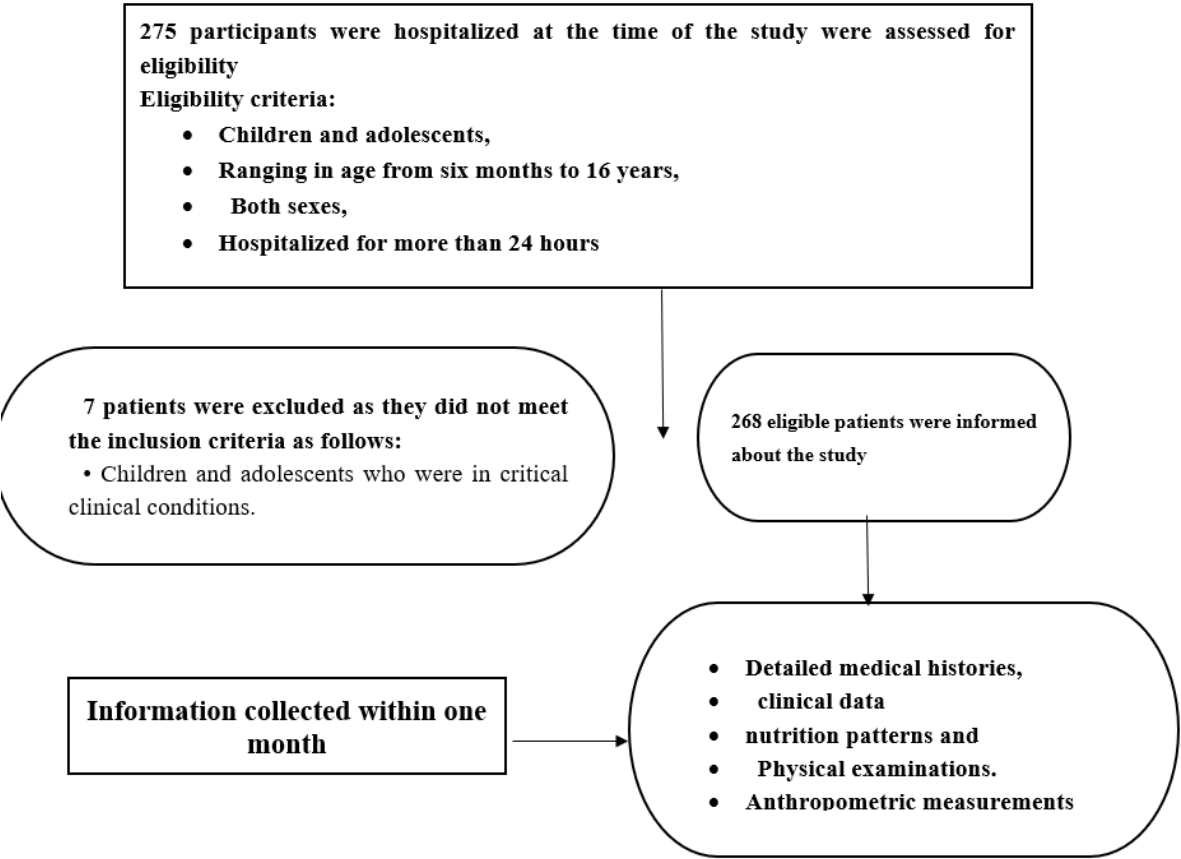 275 participants were hospitalized at the time of the study were assessed for
eligibility
Eligibility criteria:
• Children and adolescents,
• Ranging in age from six months to 16 years,
• Both sexes,
• Hospitalized for more than 24 hours
7 patients were excluded as they did not meet
the inclusion criteria as follows:
• Children and adolescents who were in critical
clinical conditions.
268 eligible patients were informed
about the study
Information collected within one
month
• Detailed medical histories,
• clinical data
• nutrition patterns and
• Physical examinations.
• Anthropometric measurements